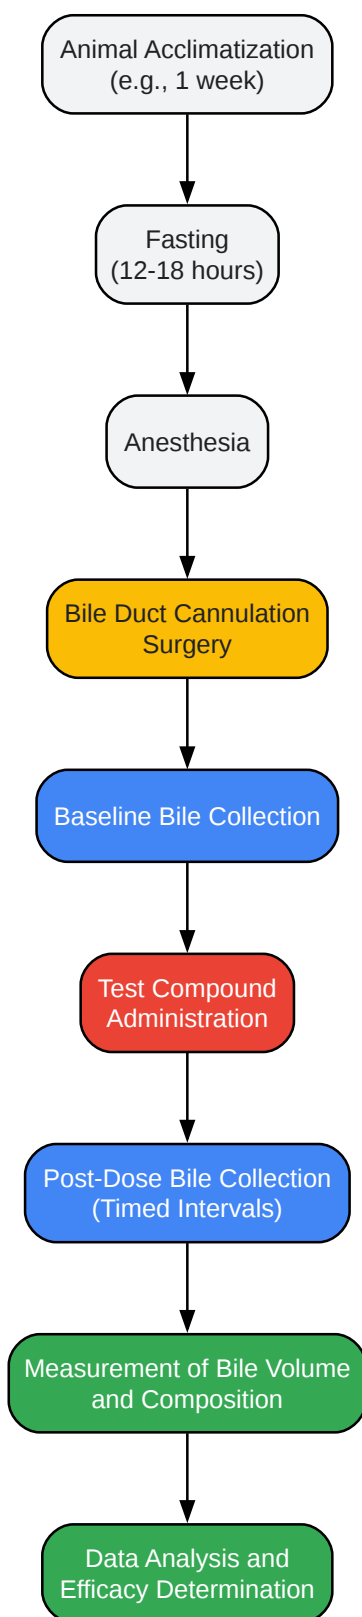 Animal Acclimatization
(e.g., 1 week)
Fasting
(12-18 hours)
Anesthesia
Bile Duct Cannulation
Surgery
Baseline Bile Collection
Test Compound
Administration
Post-Dose Bile Collection
(Timed Intervals)
Measurement of Bile Volume
and Composition
Data Analysis and
Efficacy Determination